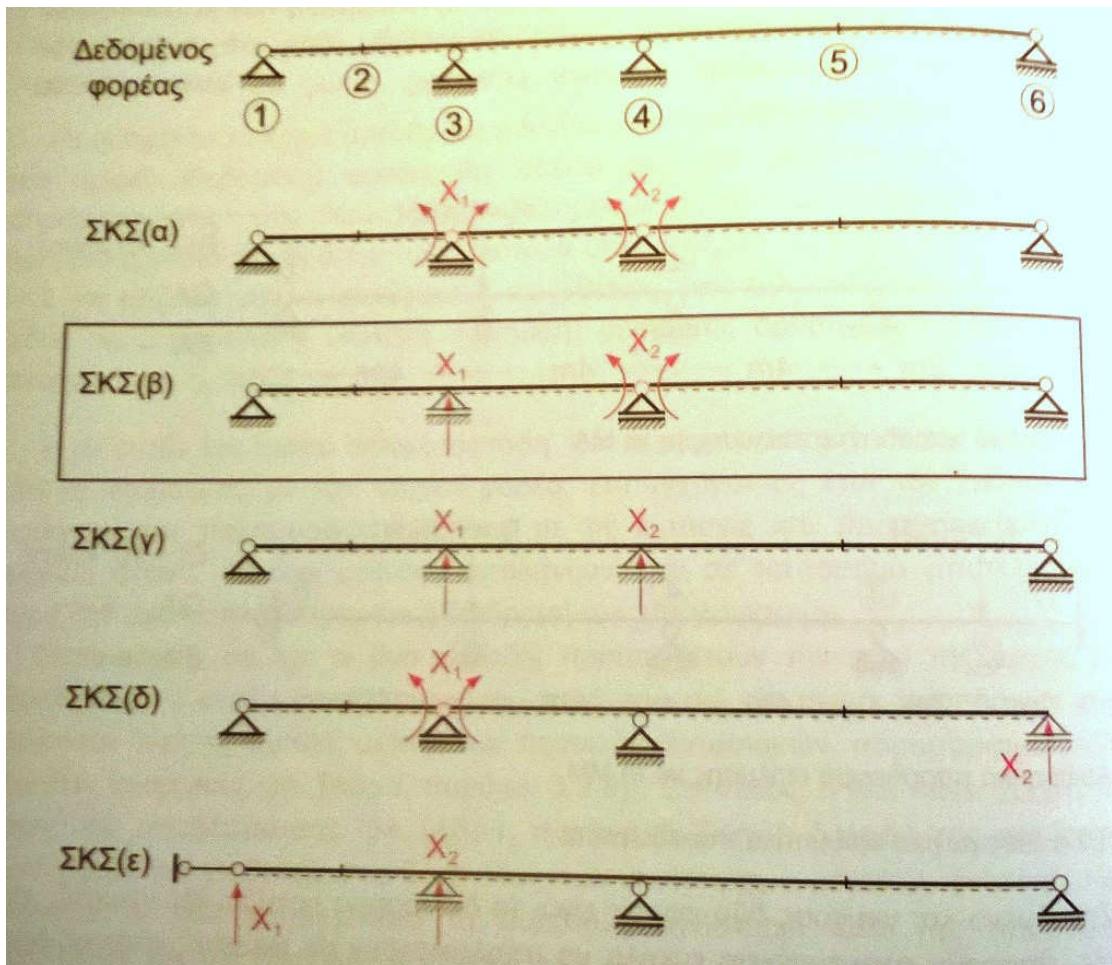 Δεδομένος
φορέας
① ② ③ ④ ⑤ ⑥
ΣΚΣ(α) X₁ X₂
ΣΚΣ(β) X₁ X₂
ΣΚΣ(γ) X₁ X₂
ΣΚΣ(δ) X₁ X₂
ΣΚΣ(ε) X₁ X₂